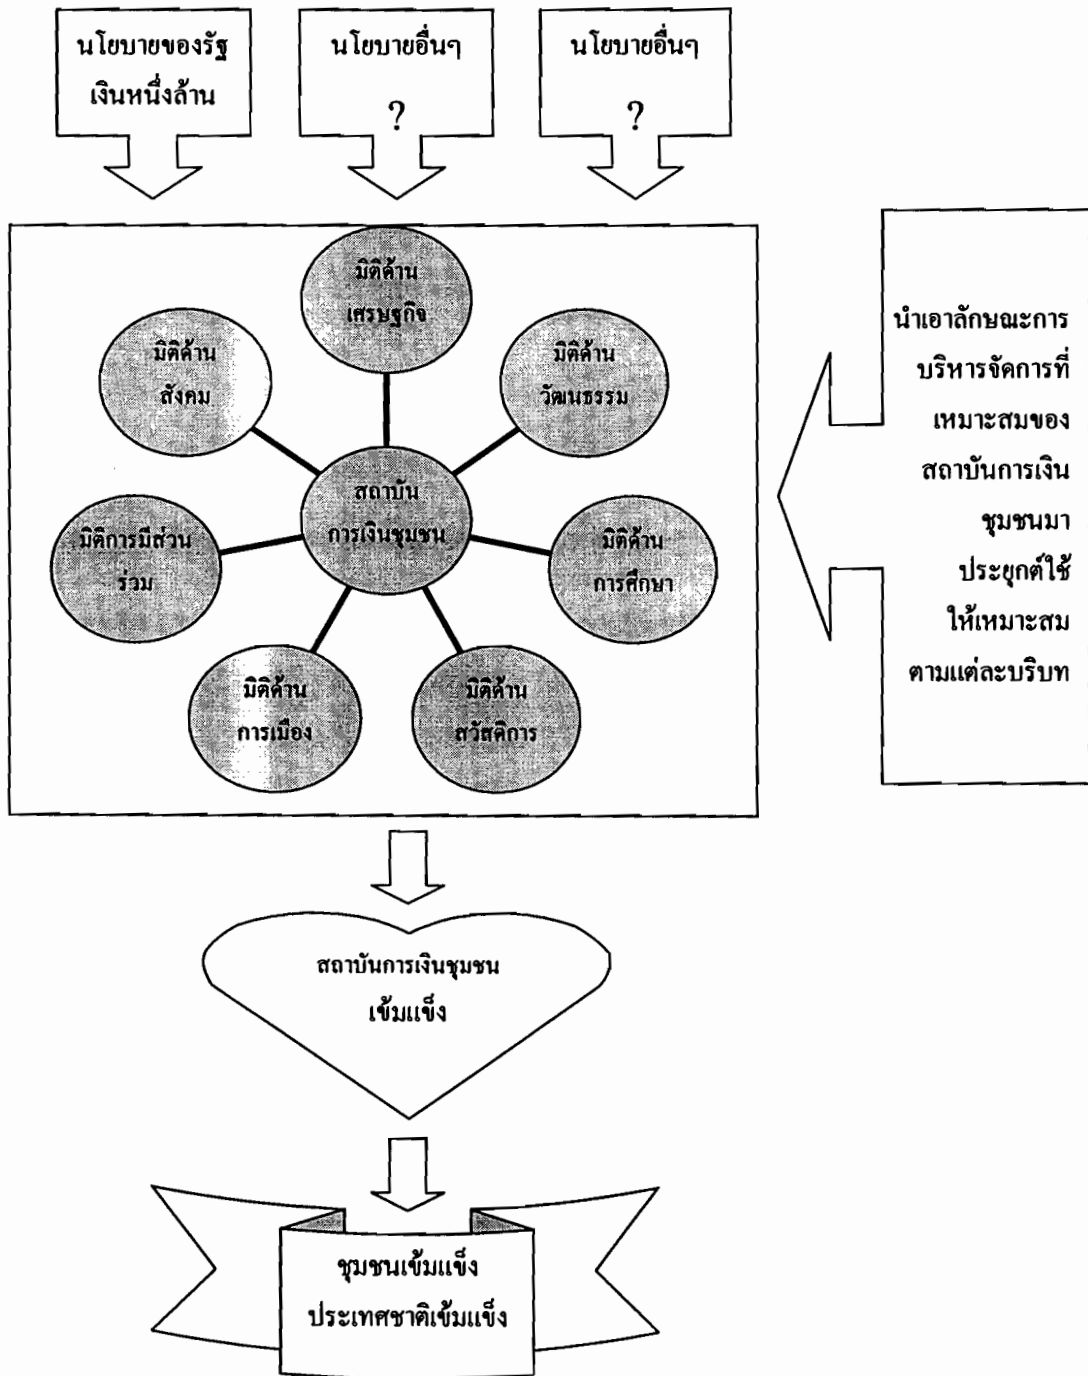 นโยบายของรัฐ
เงินหนึ่งล้าน
นโยบายอื่นๆ
?
นโยบายอื่นๆ
?
มิติด้าน
เศรษฐกิจ
มิติด้าน
สังคม
มิติด้าน
วัฒนธรรม
สถาบัน
การเงินชุมชน
มิติการมีส่วน
ร่วม
มิติด้าน
การศึกษา
มิติด้าน
การเมือง
มิติด้าน
สวัสดิการ
นำเอาลักษณะการ
บริหารจัดการที่
เหมาะสมของ
สถาบันการเงิน
ชุมชนมา
ประยุกต์ใช้
ให้เหมาะสม
ตามแต่ละบริบท
สถาบันการเงินชุมชน
เข้มแข็ง
ชุมชนเข้มแข็ง
ประเทศชาติเข้มแข็ง